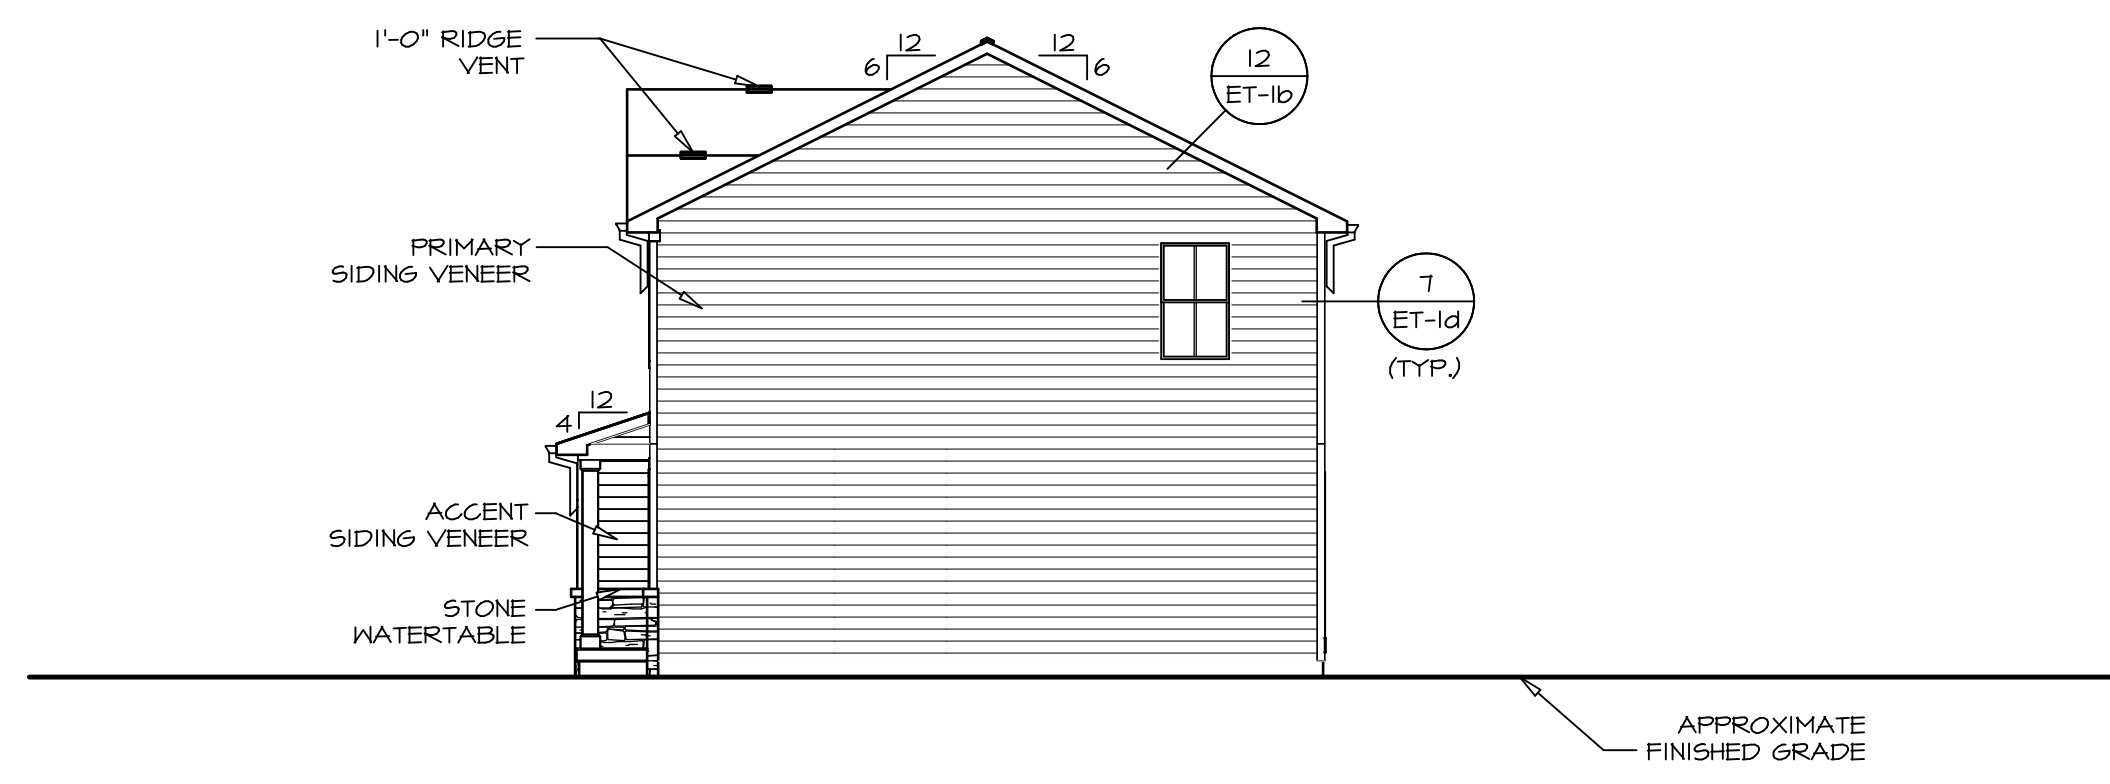 1'-0" RIDGE
VENT
12
6
12
6
12
ET-1b
PRIMARY
SIDING VENEER
7
ET-1d
(TYP.)
12
4
ACCENT
SIDING VENEER
STONE
WATERTABLE
APPROXIMATE
FINISHED GRADE